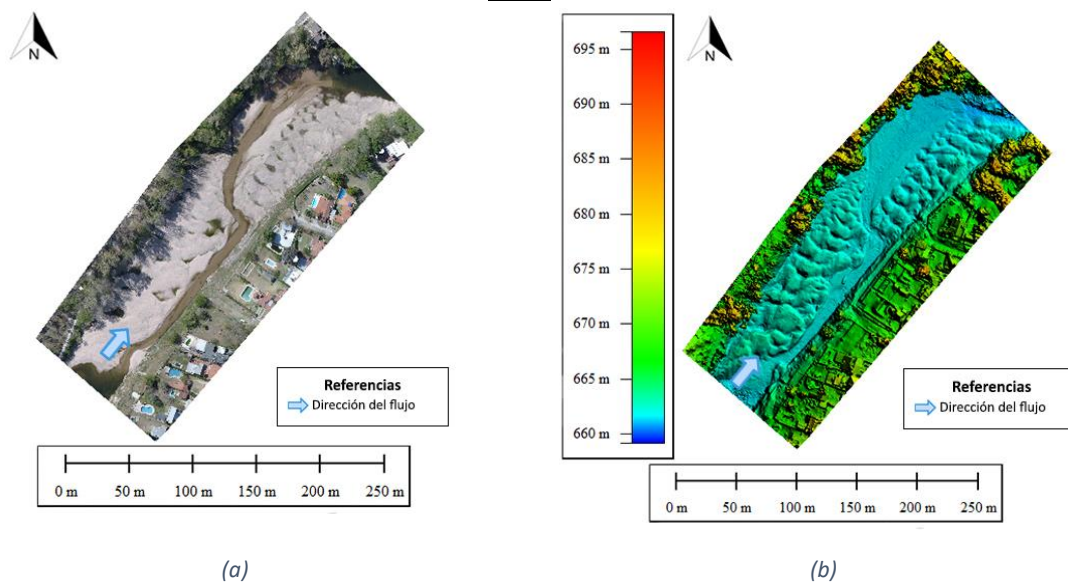 N
Referencias
Dirección del flujo
0 m 50 m 100 m 150 m 200 m 250 m
(a)
695 m
690 m
685 m
680 m
675 m
670 m
665 m
660 m
N
Referencias
Dirección del flujo
0 m 50 m 100 m 150 m 200 m 250 m
(b)